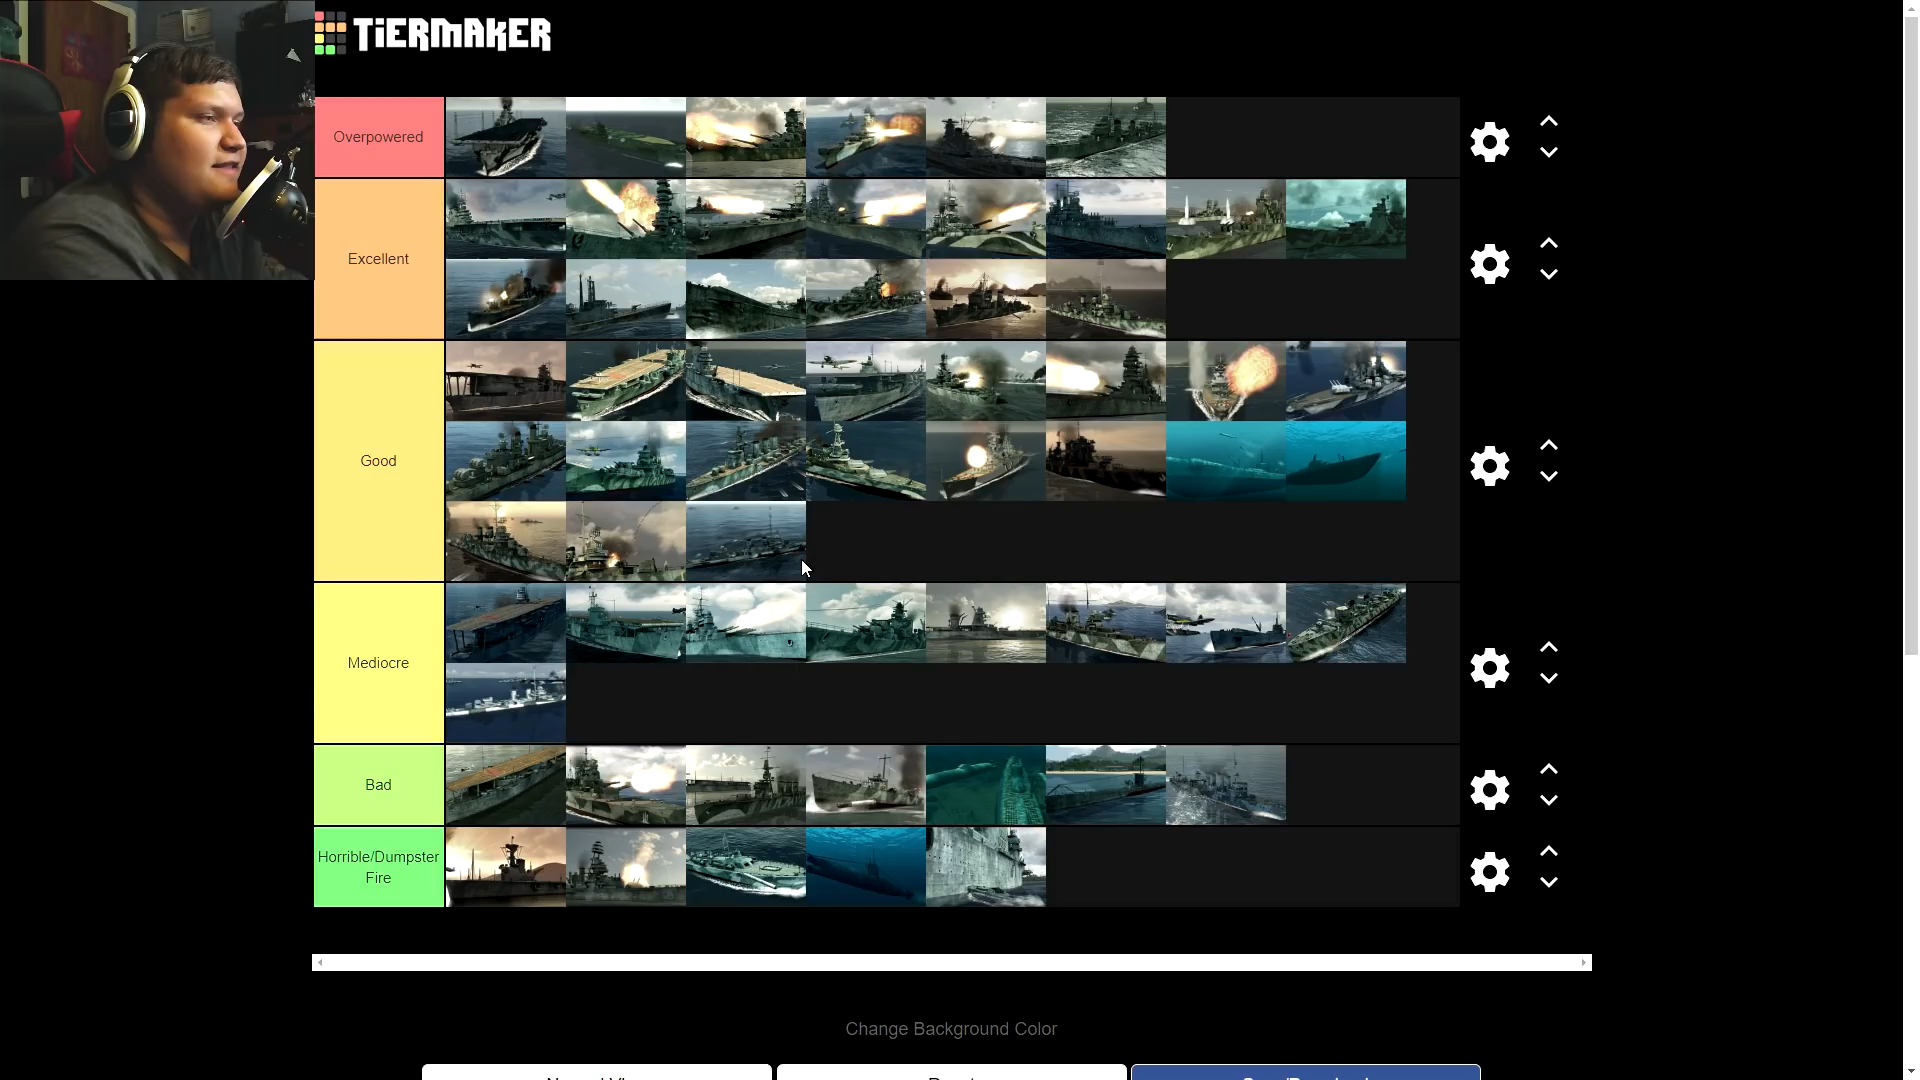 TiERMAKER
Overpowered
Excellent
Good
Mediocre
Bad
Horrible/Dumpster
Fire
Change Background Color